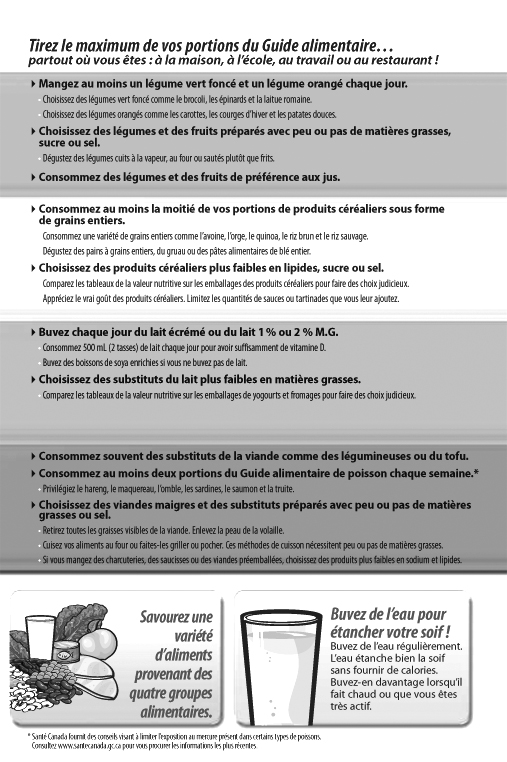 Tirez le maximum de vos portions du Guide alimentaire…
partout où vous êtes : à la maison, à l'école, au travail ou au restaurant !
Mangez au moins un légume vert foncé et un légume orangé chaque jour.
• Choisissez des légumes vert foncé comme le brocoli, les épinards et la laitue romaine.
• Choisissez des légumes orangés comme les carottes, les courges d'hiver et les patates douces.
Choisissez des légumes et des fruits préparés avec peu ou pas de matières grasses,
sucre ou sel.
• Dégustez des légumes cuits à la vapeur, au four ou sautés plutôt que frits.
Consommez des légumes et des fruits de préférence aux jus.
Consommez au moins la moitié de vos portions de produits céréaliers sous forme
de grains entiers.
Consommez une variété de grains entiers comme l'avoine, l'orge, le quinoa, le riz brun et le riz sauvage.
Dégustez des pains à grains entiers, du gruau ou des pâtes alimentaires de blé entier.
Choisissez des produits céréaliers plus faibles en lipides, sucre ou sel.
Comparez les tableaux de la valeur nutritive sur les emballages des produits céréaliers pour faire des choix judicieux.
Appréciez le vrai goût des produits céréaliers. Limitez les quantités de sauces ou tartinades que vous leur ajoutez.
Buvez chaque jour du lait écrémé ou du lait 1 % ou 2 % M.G.
• Consommez 500 mL (2 tasses) de lait chaque jour pour avoir suffisamment de vitamine D.
• Buvez des boissons de soya enrichies si vous ne buvez pas de lait.
Choisissez des substituts du lait plus faibles en matières grasses.
• Comparez les tableaux de la valeur nutritive sur les emballages de yogourts et fromages pour faire des choix judicieux.
Consommez souvent des substituts de la viande comme des légumineuses ou du tofu.
Consommez au moins deux portions du Guide alimentaire de poisson chaque semaine.*
• Privilégiez le hareng, le maquereau, l'omble, les sardines, le saumon et la truite.
Choisissez des viandes maigres et des substituts préparés avec peu ou pas de matières
grasses ou sel.
• Retirez toutes les graisses visibles de la viande. Enlevez la peau de la volaille.
• Cuisez vos aliments au four ou faites-les griller ou pocher. Ces méthodes de cuisson nécessitent peu ou pas de matières grasses.
• Si vous mangez des charcuteries, des saucisses ou des viandes préemballées, choisissez des produits plus faibles en sodium et lipides.
Savourez une
variété
d'aliments
provenant des
quatre groupes
alimentaires.
Buvez de l'eau pour
étancher votre soif !
Buvez de l'eau régulièrement.
L'eau étanche bien la soif
sans fournir de calories.
Buvez-en davantage lorsqu'il
fait chaud ou que vous êtes
très actif.
* Santé Canada fournit des conseils visant à limiter l'exposition au mercure présent dans certains types de poissons.
Consultez www.santecanada.gc.ca pour vous procurer les informations les plus récentes.